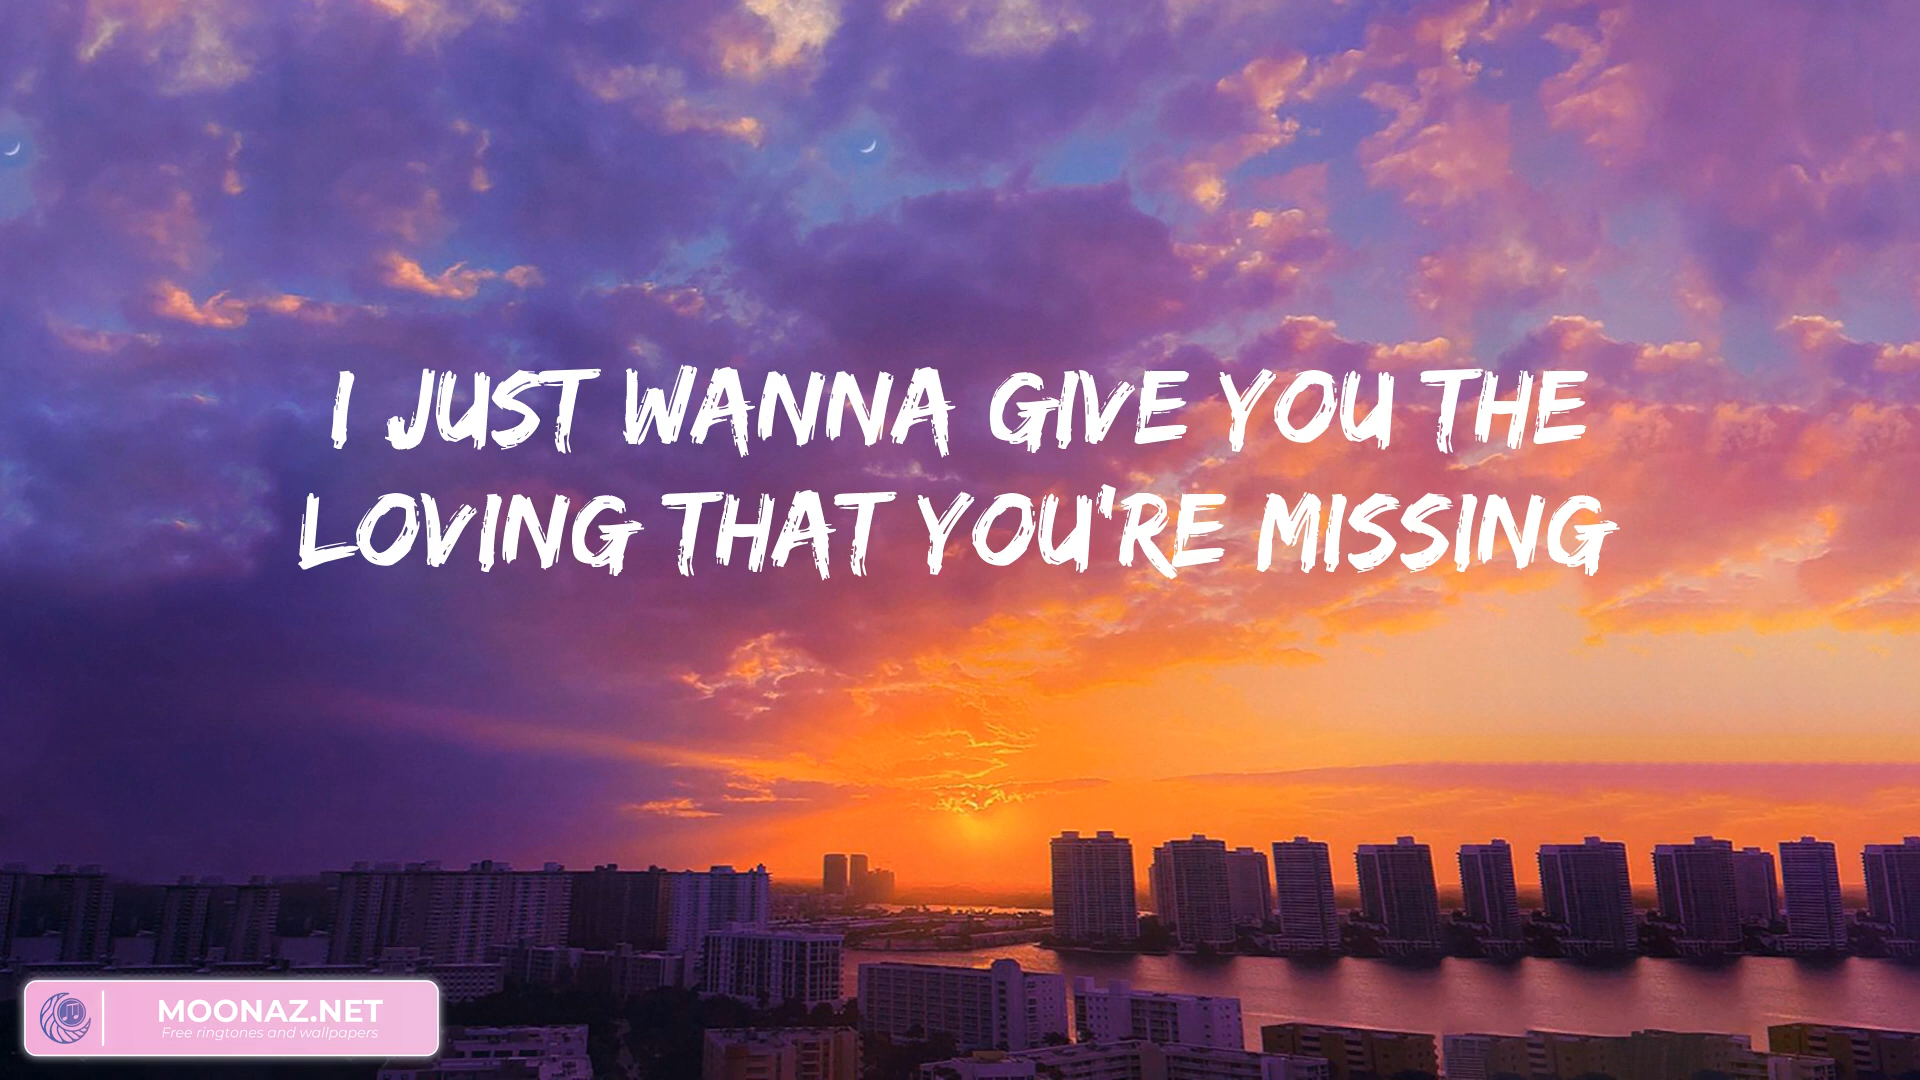 I JUST WANNA GIVE YOU THE
LOVING THAT YOU'RE MISSING
MOONAZ.NET
Free ringtones and wallpapers